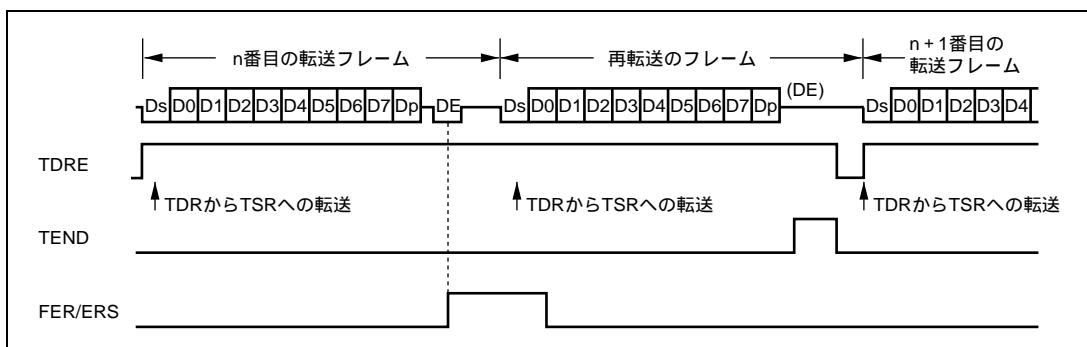 n番目の転送フレーム
再転送のフレーム
n + 1番目の
転送フレーム
Ds D0 D1 D2 D3 D4 D5 D6 D7 Dp DE Ds D0 D1 D2 D3 D4 D5 D6 D7 Dp (DE) Ds D0 D1 D2 D3 D4
TDRE
TDRからTSRへの転送 TDRからTSRへの転送 TDRからTSRへの転送
TEND
FER/ERS